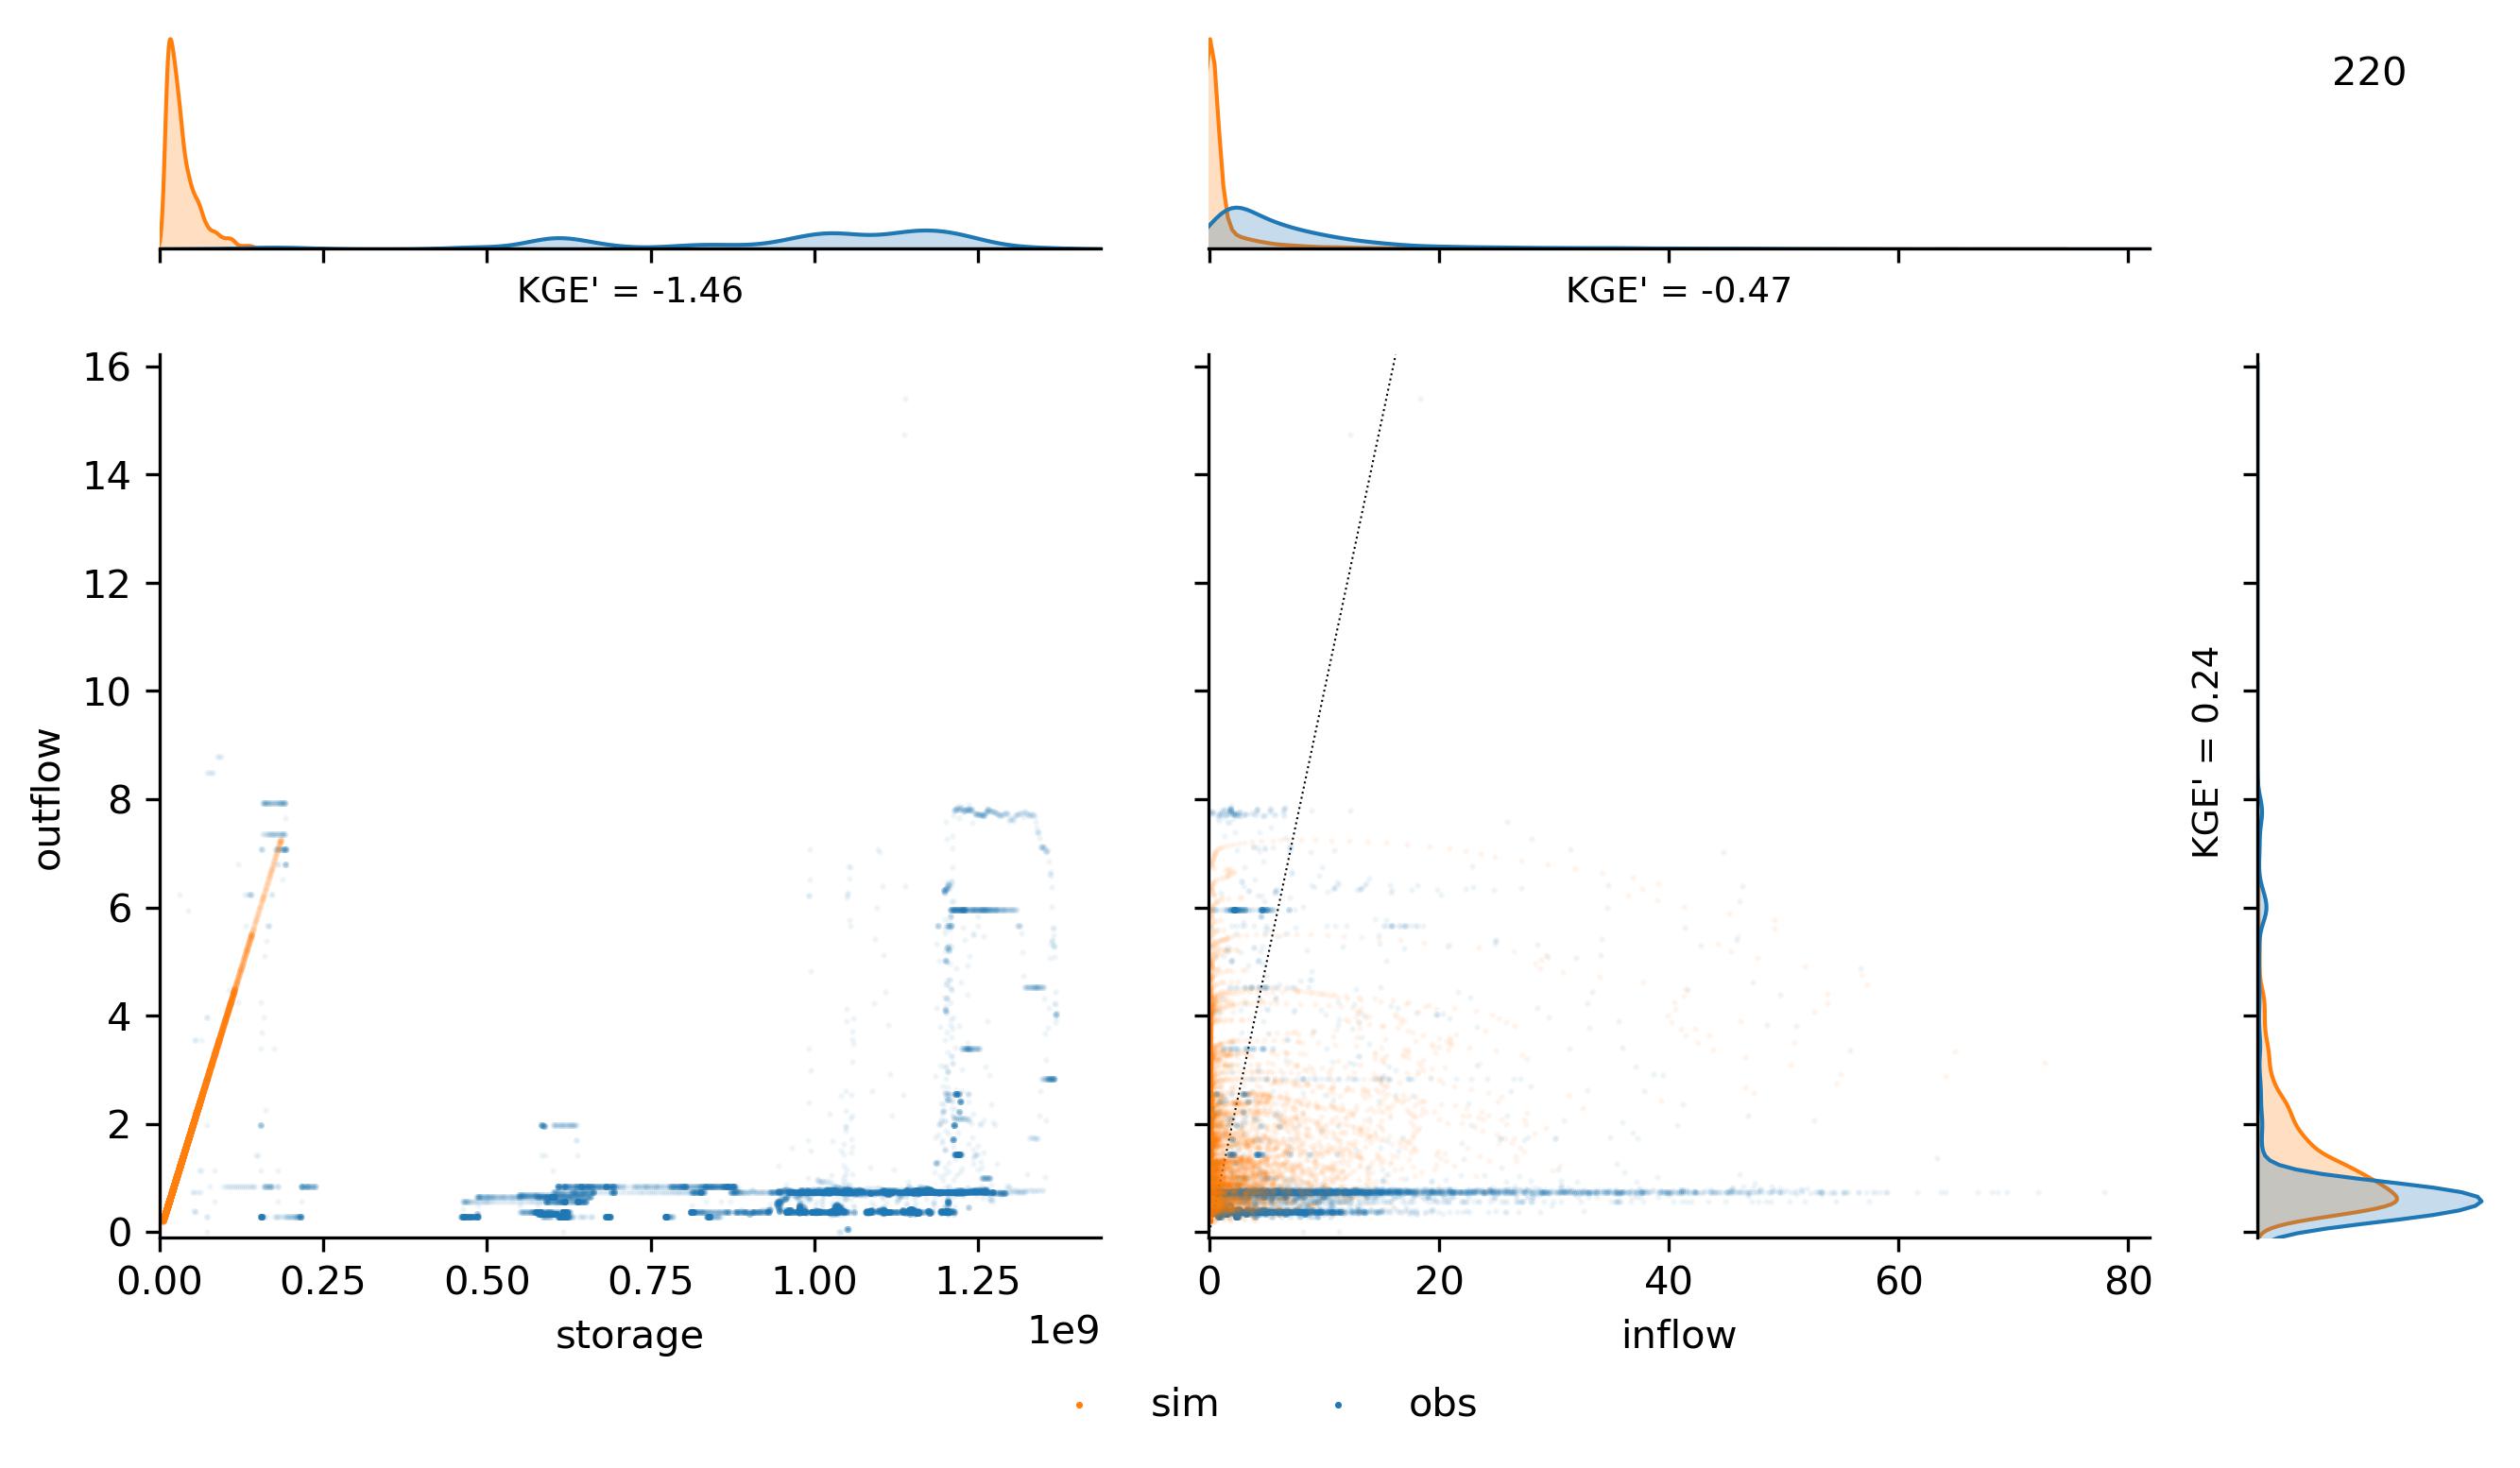 220
KGE' = -1.46
KGE' = -0.47
16
14
12
10
8
6
4
2
0
outflow
KGE' = 0.24
0.00 0.25 0.50 0.75 1.00 1.25
0 20 40 60 80
storage
1e9
inflow
sim obs